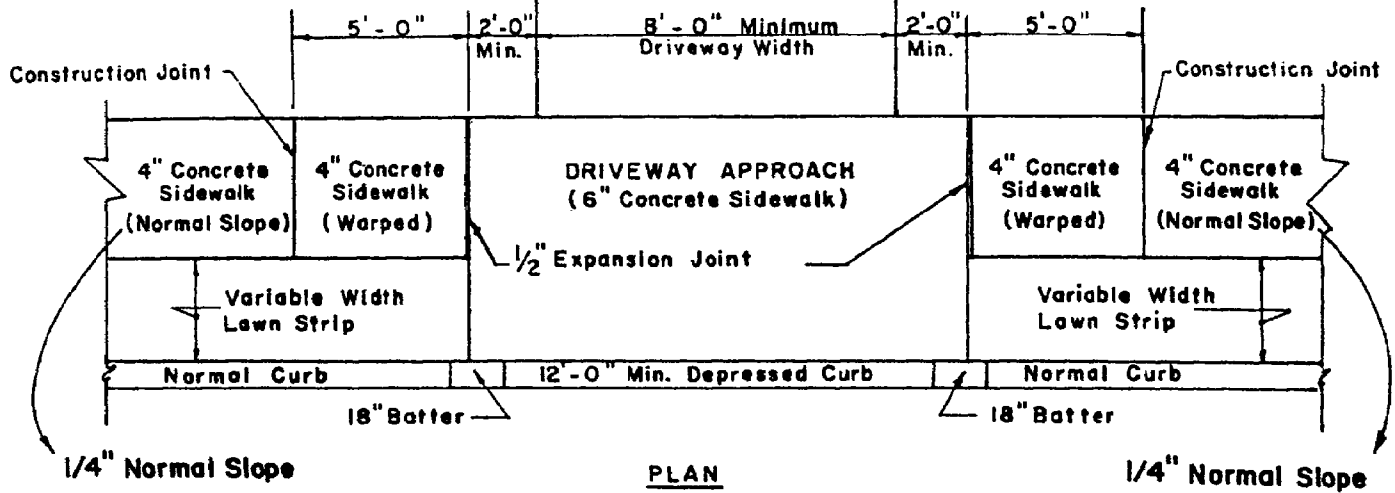 5'-0" 2'-0" 8'-0" Minimum 2'-0" 5'-0"
Min. Driveway Width Min.
Construction Joint Construction Joint
4" Concrete
Sidewalk
(Normal Slope)
4" Concrete
Sidewalk
(Warped)
DRIVEWAY APPROACH
(6" Concrete Sidewalk)
4" Concrete
Sidewalk
(Warped)
4" Concrete
Sidewalk
(Normal Slope)
1/2" Expansion Joint
Variable Width
Lawn Strip
Variable Width
Lawn Strip
Normal Curb 12'-0" Min. Depressed Curb Normal Curb
18" Batter 18" Batter
1/4" Normal Slope PLAN 1/4" Normal Slope